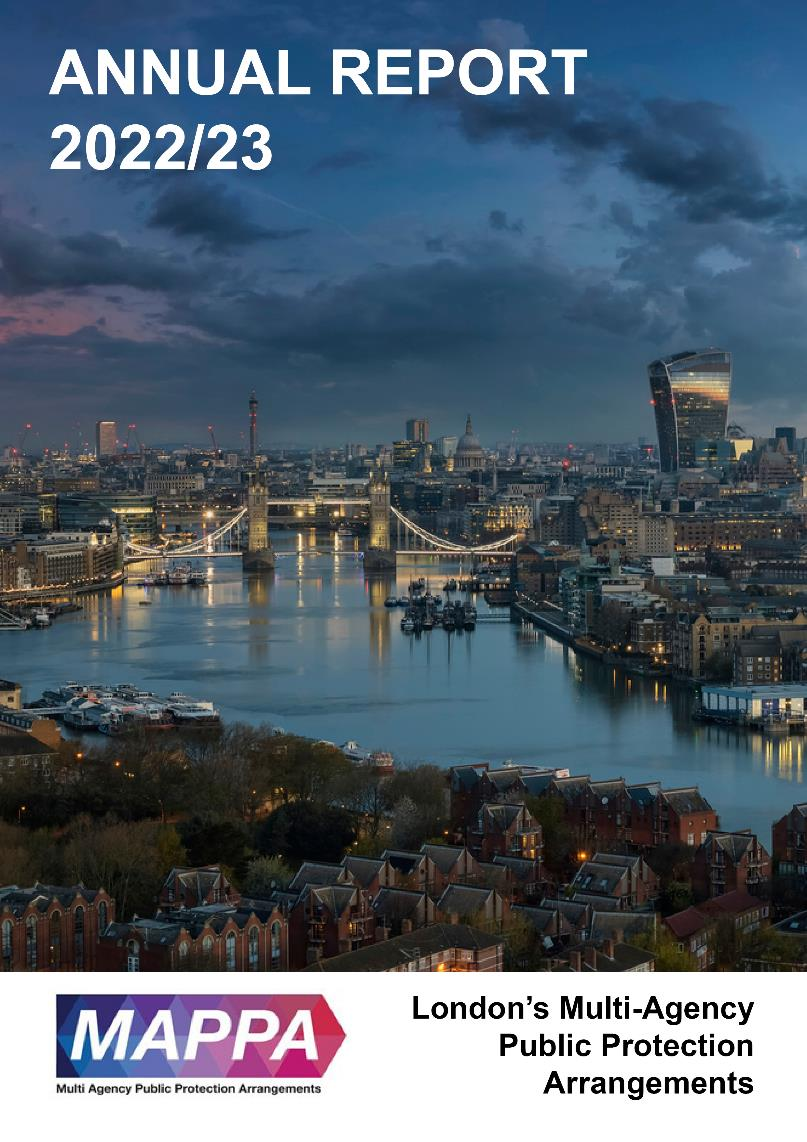 ANNUAL REPORT
2022/23
MAPPA
Multi Agency Public Protection Arrangements
London’s Multi-Agency
Public Protection
Arrangements